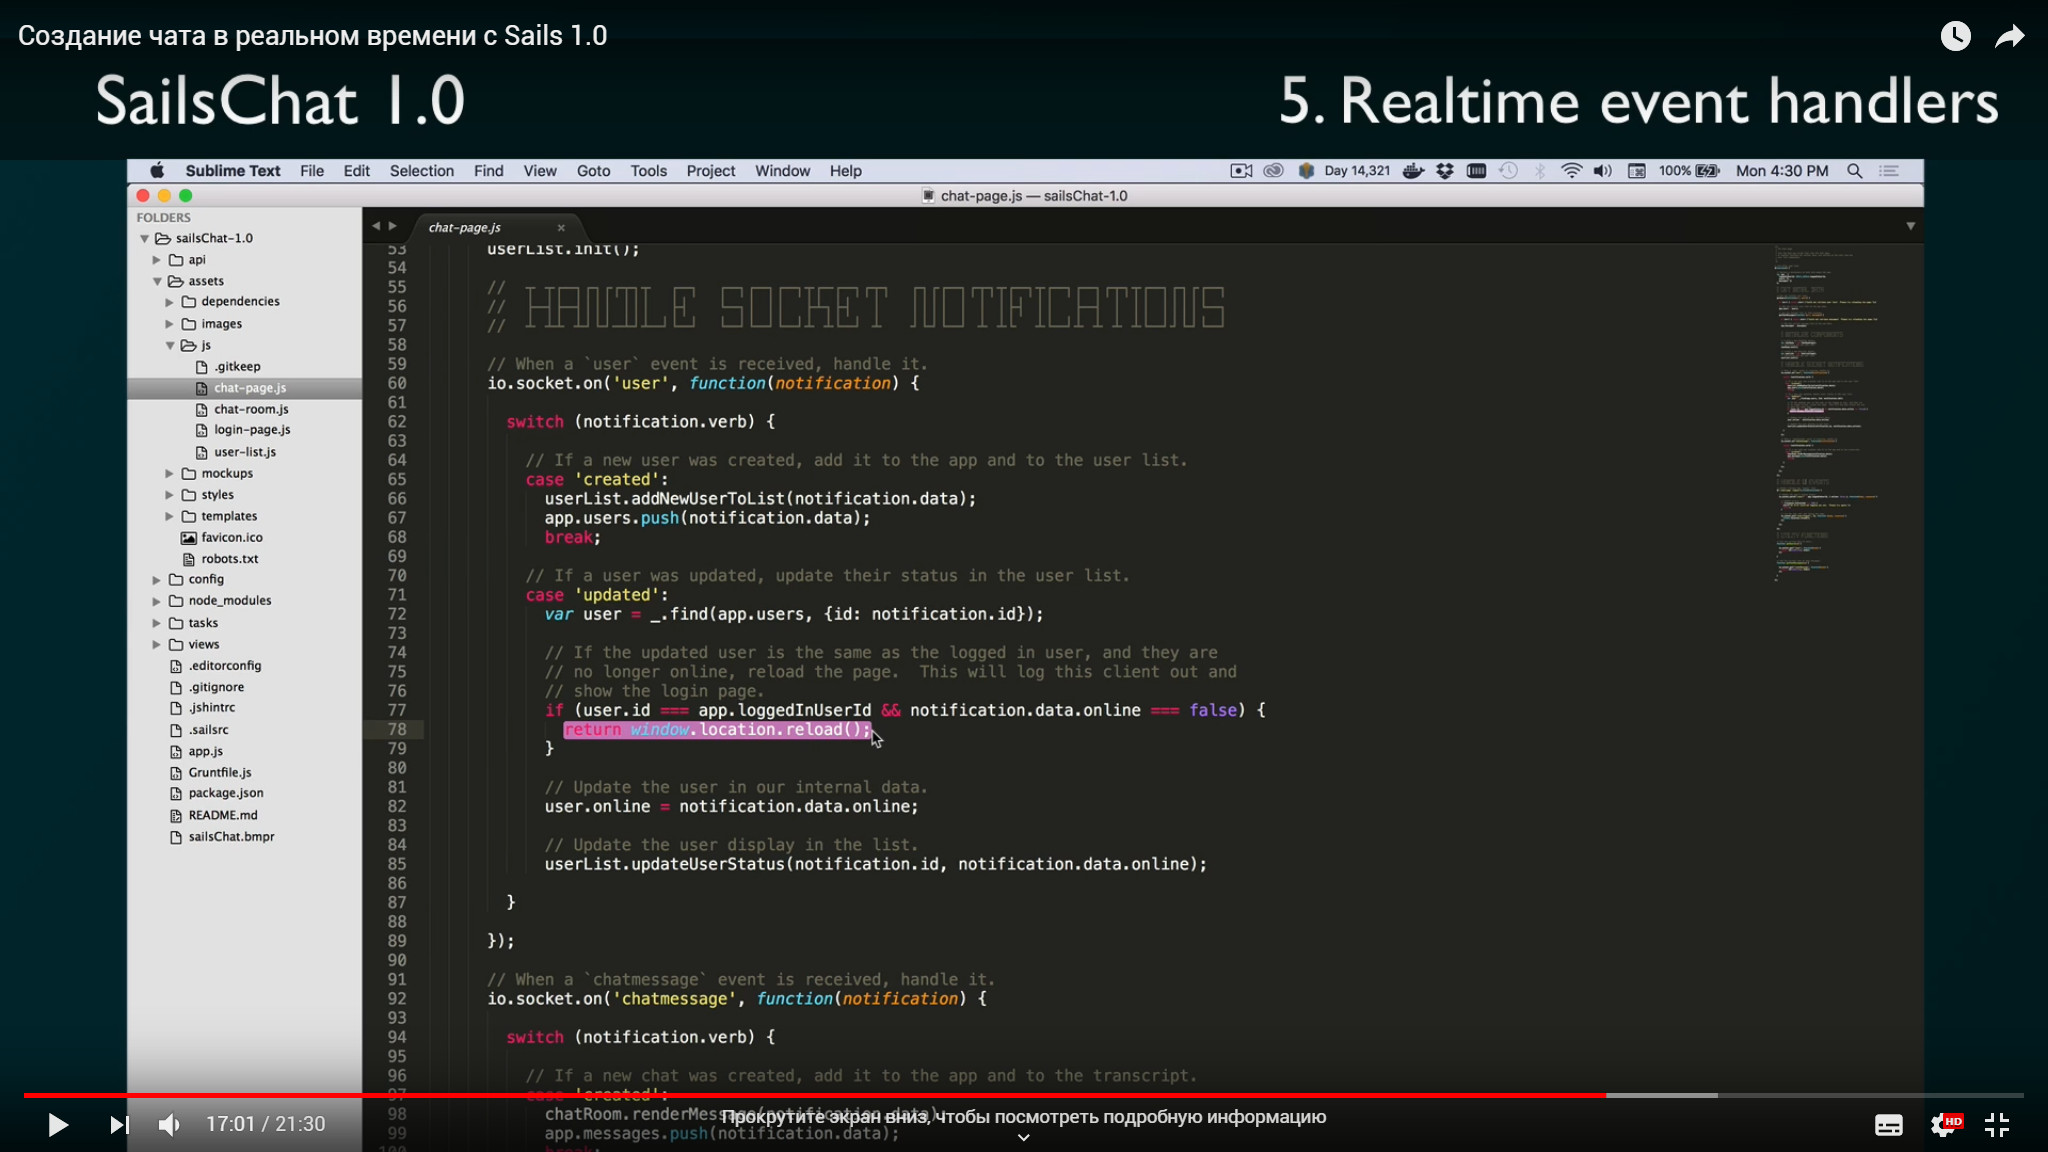 Создание чата в реальном времени с Sails 1.0
SailsChat 1.0
5. Realtime event handlers
Sublime Text File Edit Selection Find View Goto Tools Project Window Help
Day 14,321 100% Mon 4:30 PM
chat-page.js — sailsChat-1.0
FOLDERS
sailsChat-1.0
api
assets
dependencies
images
js
.gitkeep
chat-page.js
chat-room.js
login-page.js
user-list.js
mockups
styles
templates
favicon.ico
robots.txt
config
node_modules
tasks
views
.editorconfig
.gitignore
.jshintrc
.sailsrc
app.js
Gruntfile.js
package.json
README.md
sailsChat.bmpr
chat-page.js ×
53 userList.init();
54
55 //
56 // HANDLE SOCKET NOTIFICATIONS
57 //
58
59 // When a `user` event is received, handle it.
60 io.socket.on('user', function(notification) {
61
62 switch (notification.verb) {
63
64 // If a new user was created, add it to the app and to the user list.
65 case 'created':
66 userList.addNewUserToList(notification.data);
67 app.users.push(notification.data);
68 break;
69
70 // If a user was updated, update their status in the user list.
71 case 'updated':
72 var user = _.find(app.users, {id: notification.id});
73
74 // If the updated user is the same as the logged in user, and they are
75 // no longer online, reload the page.  This will log this client out and
76 // show the login page.
77 if (user.id === app.loggedInUserId && notification.data.online === false) {
78 return window.location.reload();
79 }
80
81 // Update the user in our internal data.
82 user.online = notification.data.online;
83
84 // Update the user display in the list.
85 userList.updateUserStatus(notification.id, notification.data.online);
86
87 }
88
89 });
90
91 // When a `chatmessage` event is received, handle it.
92 io.socket.on('chatmessage', function(notification) {
93
94 switch (notification.verb) {
95
96 // If a new chat was created, add it to the app and to the transcript.
97 case 'created':
98 chatRoom.renderMessage(notification.data);
99 app.messages.push(notification.data);
100 break;
Прокрутите экран вниз, чтобы посмотреть подробную информацию
17:01 / 21:30
HD